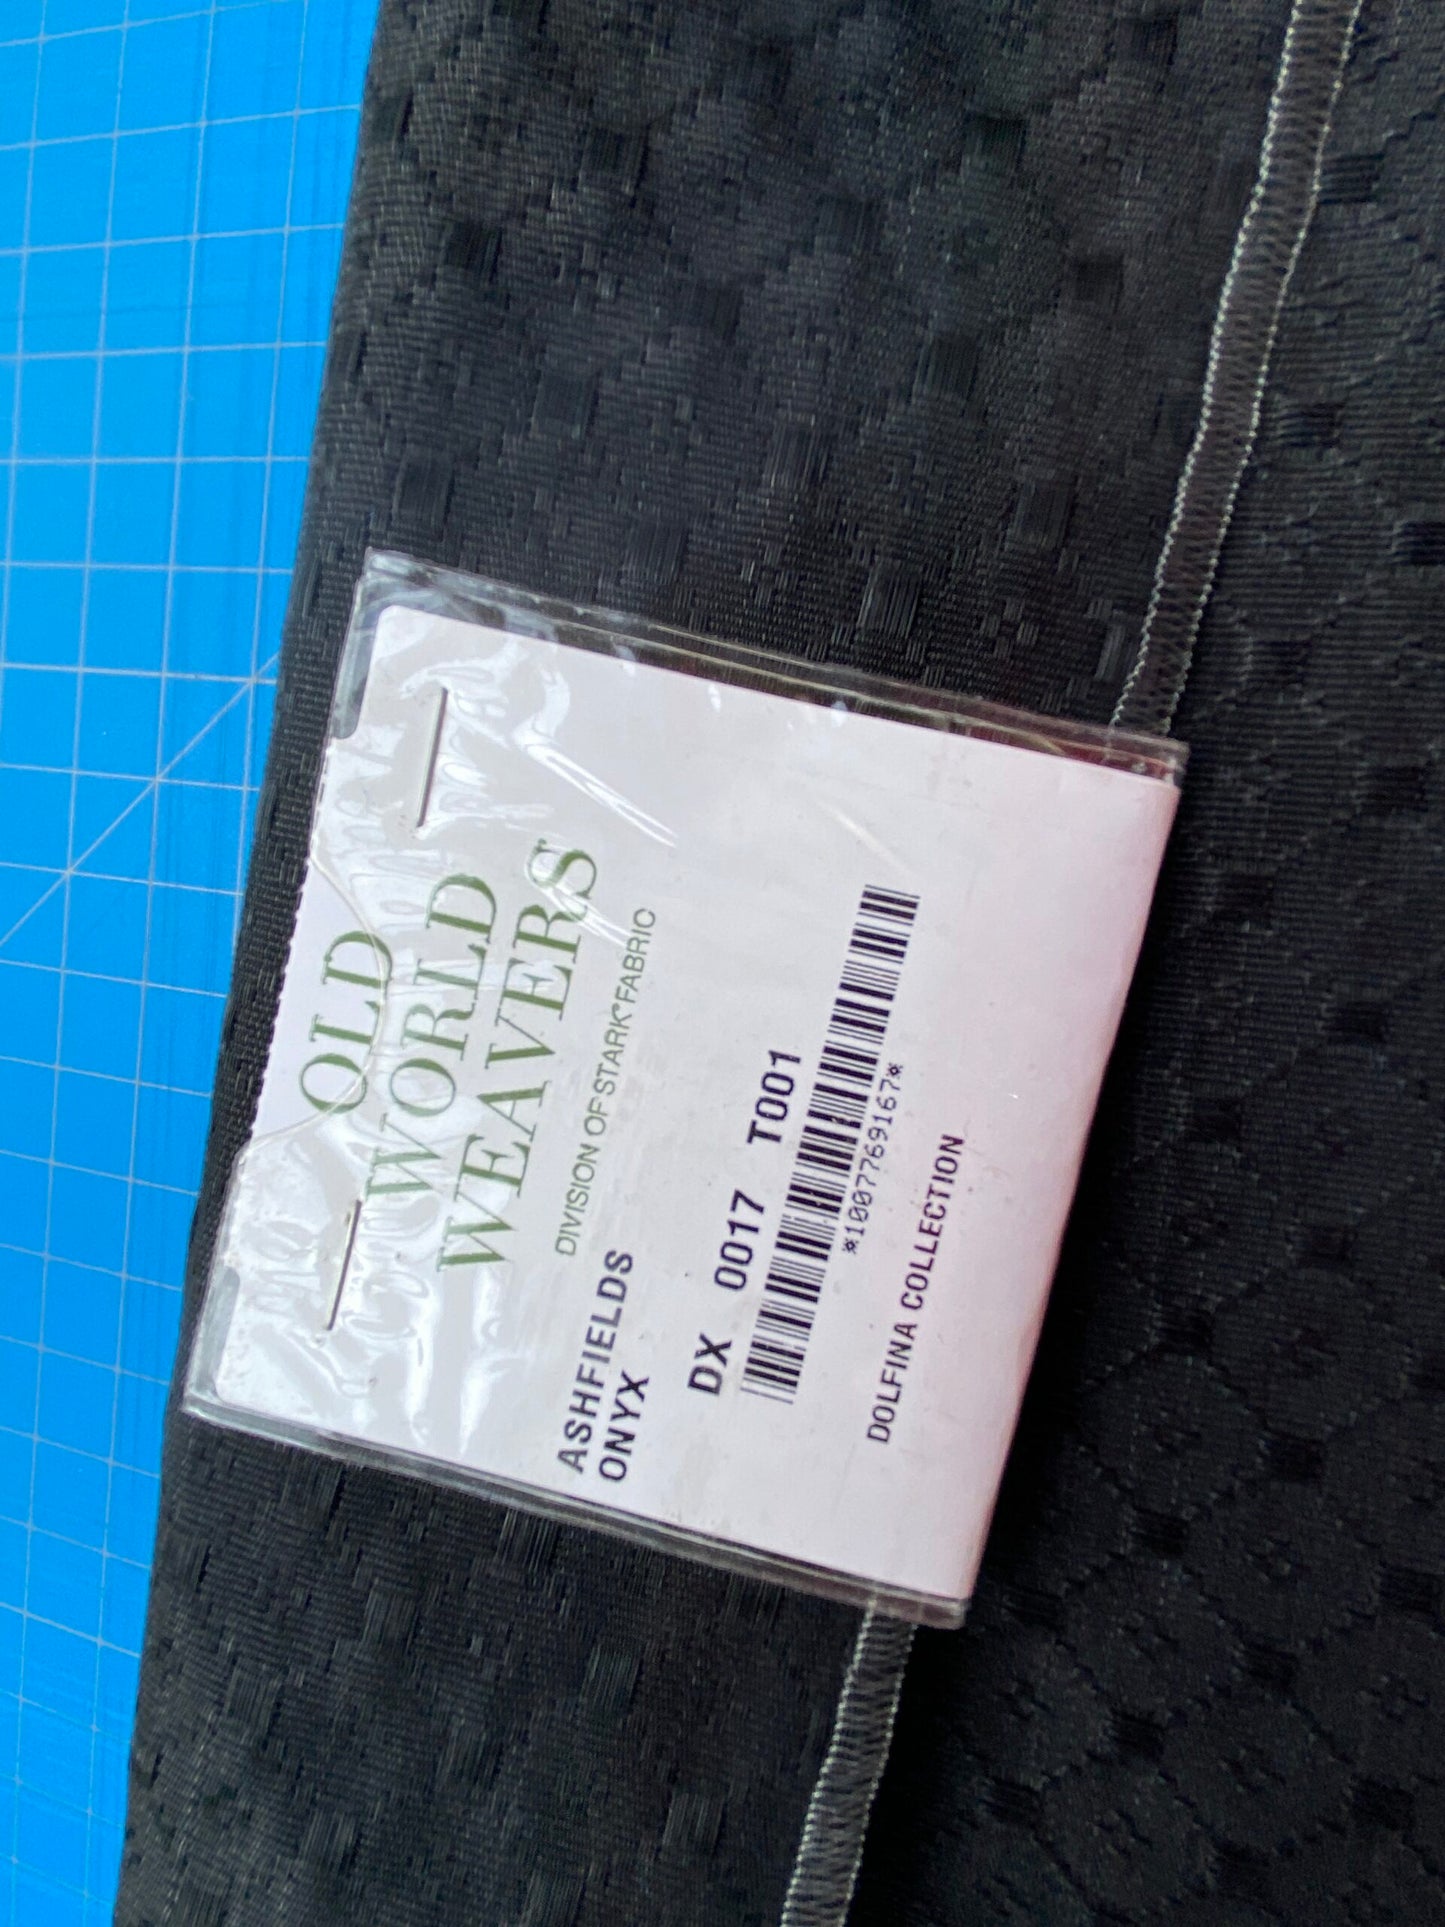 OLD
WORLD
WEAVERS
DIVISION OF STARK® FABRIC
ASHFIELDS
ONYX
DX 0017 T001
*1007769167*
DOLFINA COLLECTION